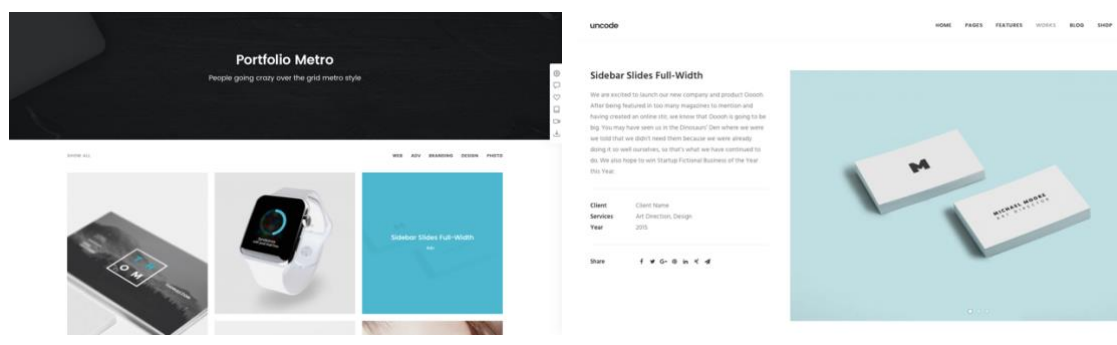 Portfolio Metro
People going crazy over the grid metro style
SHOW ALL
WEB ADV BRANDING DESIGN PHOTO
T R
O M
Sidebar Slides Full-Width
Adv
uncode
HOME PAGES FEATURES WORKS BLOG SHOP
Sidebar Slides Full-Width
We are excited to launch our new company and product Ooooh.
After being featured in too many magazines to mention and
having created an online stir, we know that Ooooh is going to be
big. You may have seen us in the Dinosaurs' Den where we were
we told that we didn't need them because we were already
doing it so well ourselves, so that's what we have continued to
do. We also hope to win Startup Fictional Business of the Year
this Year.
Client Client Name
Services Art Direction, Design
Year 2015
Share
M
MICHAEL MOORE
ART DIRECTOR